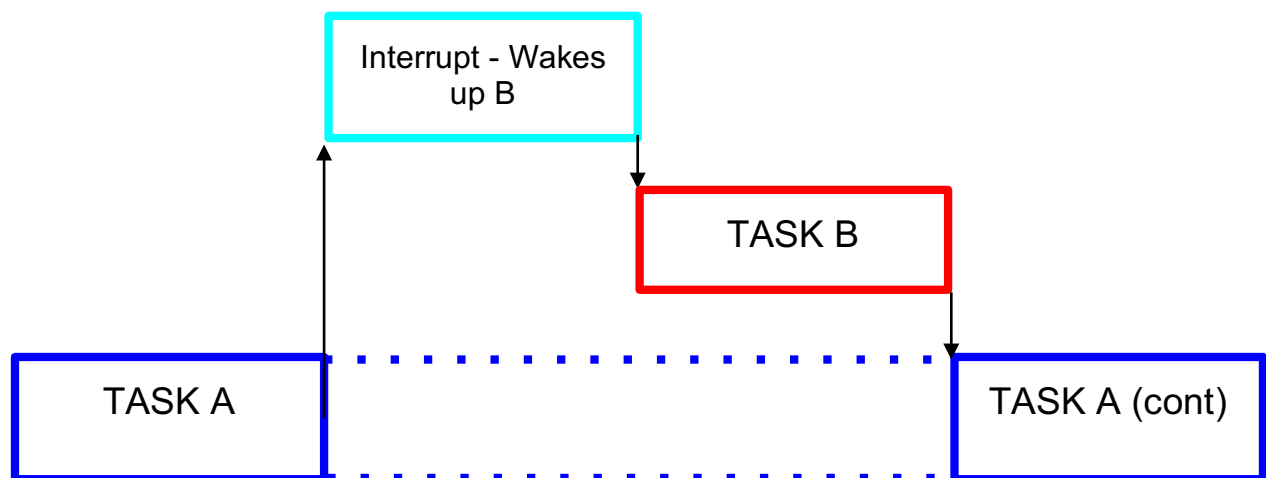 Interrupt - Wakes
up B
TASK B
TASK A
TASK A (cont)